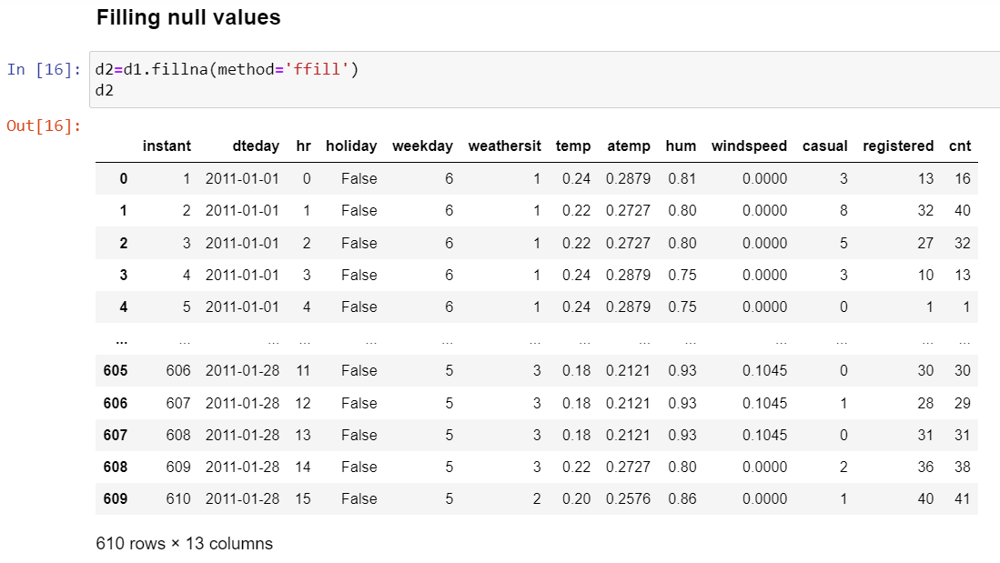 Filling null values
In [16]: d2=d1.fillna(method='ffill')
d2
Out[16]:
instant dteday hr holiday weekday weathersit temp atemp hum windspeed casual registered cnt
0 1 2011-01-01 0 False 6 1 0.24 0.2879 0.81 0.0000 3 13 16
1 2 2011-01-01 1 False 6 1 0.22 0.2727 0.80 0.0000 8 32 40
2 3 2011-01-01 2 False 6 1 0.22 0.2727 0.80 0.0000 5 27 32
3 4 2011-01-01 3 False 6 1 0.24 0.2879 0.75 0.0000 3 10 13
4 5 2011-01-01 4 False 6 1 0.24 0.2879 0.75 0.0000 0 1 1
... ... ... ... ... ... ... ... ... ... ... ... ... ...
605 606 2011-01-28 11 False 5 3 0.18 0.2121 0.93 0.1045 0 30 30
606 607 2011-01-28 12 False 5 3 0.18 0.2121 0.93 0.1045 1 28 29
607 608 2011-01-28 13 False 5 3 0.18 0.2121 0.93 0.1045 0 31 31
608 609 2011-01-28 14 False 5 3 0.22 0.2727 0.80 0.0000 2 36 38
609 610 2011-01-28 15 False 5 2 0.20 0.2576 0.86 0.0000 1 40 41
610 rows × 13 columns